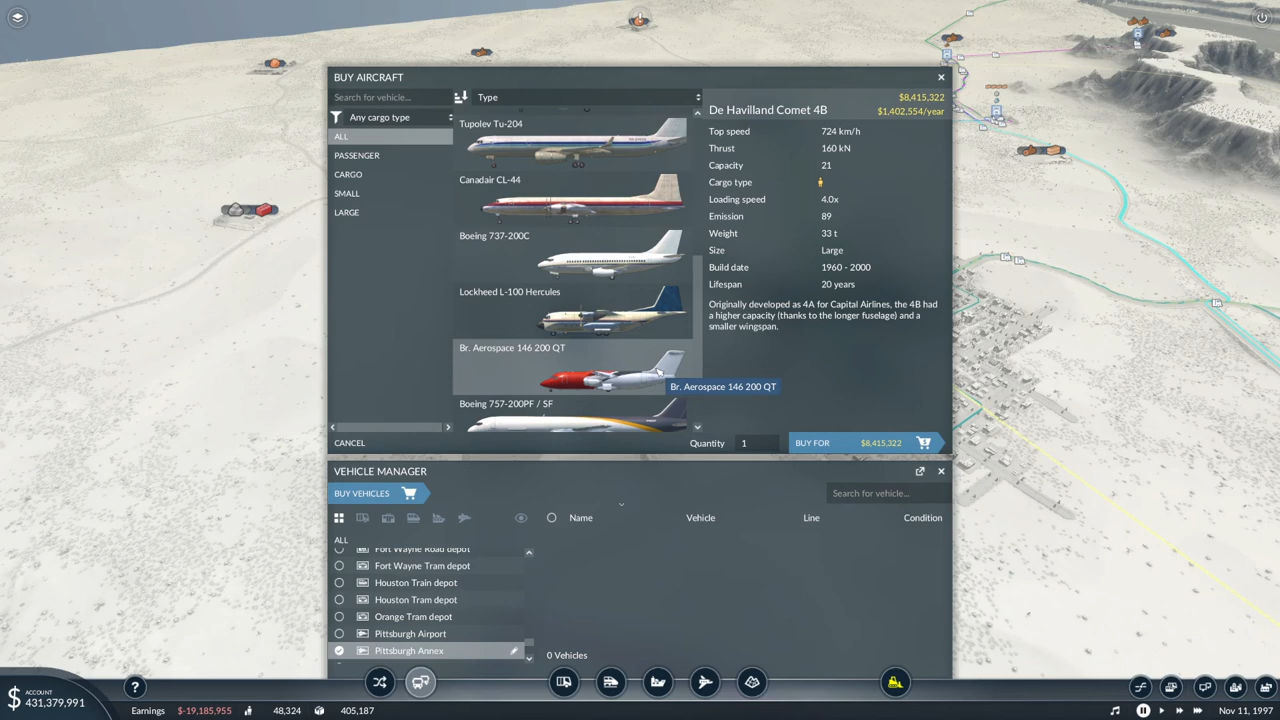 BUY AIRCRAFT
Search for vehicle...
Type
Any cargo type
ALL
PASSENGER
CARGO
SMALL
LARGE
Tupolev Tu-204
Canadair CL-44
Boeing 737-200C
Lockheed L-100 Hercules
Br. Aerospace 146 200 QT
Br. Aerospace 146 200 QT
Boeing 757-200PF / SF
$8,415,322
De Havilland Comet 4B
$1,402,554/year
Top speed 724 km/h
Thrust 160 kN
Capacity 21
Cargo type
Loading speed 4.0x
Emission 89
Weight 33 t
Size Large
Build date 1960 - 2000
Lifespan 20 years
Originally developed as 4A for Capital Airlines, the 4B had
a higher capacity (thanks to the longer fuselage) and a
smaller wingspan.
CANCEL
Quantity 1
BUY FOR $8,415,322
VEHICLE MANAGER
BUY VEHICLES
Search for vehicle...
Name Vehicle Line Condition
ALL
Fort Wayne Road depot
Fort Wayne Tram depot
Houston Train depot
Houston Tram depot
Orange Tram depot
Pittsburgh Airport
Pittsburgh Annex
0 Vehicles
$ ACCOUNT
431,379,991
?
Earnings $-19,185,955 48,324 405,187
Nov 11, 1997